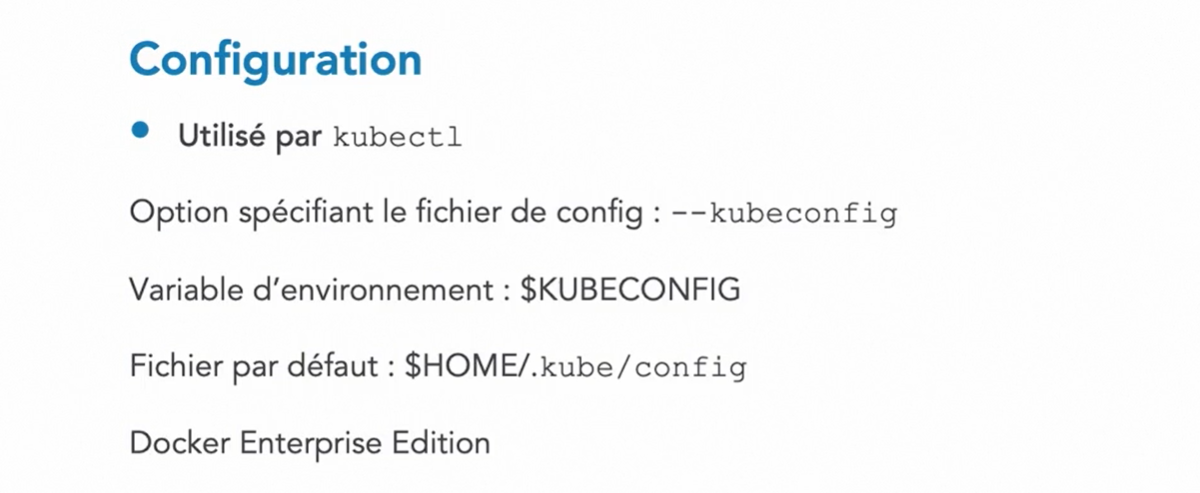 Configuration
• Utilisé par kubectl
Option spécifiant le fichier de config : --kubeconfig
Variable d’environnement : $KUBECONFIG
Fichier par défaut : $HOME/.kube/config
Docker Enterprise Edition